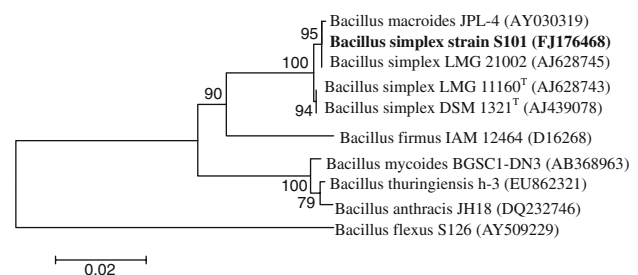 Bacillus macroides JPL-4 (AY030319)
95
Bacillus simplex strain S101 (FJ176468)
Bacillus simplex LMG 21002 (AJ628745)
100
Bacillus simplex LMG 11160T (AJ628743)
90
94
Bacillus simplex DSM 1321T (AJ439078)
Bacillus firmus IAM 12464 (D16268)
Bacillus mycoides BGSC1-DN3 (AB368963)
100
Bacillus thuringiensis h-3 (EU862321)
79
Bacillus anthracis JH18 (DQ232746)
Bacillus flexus S126 (AY509229)
0.02